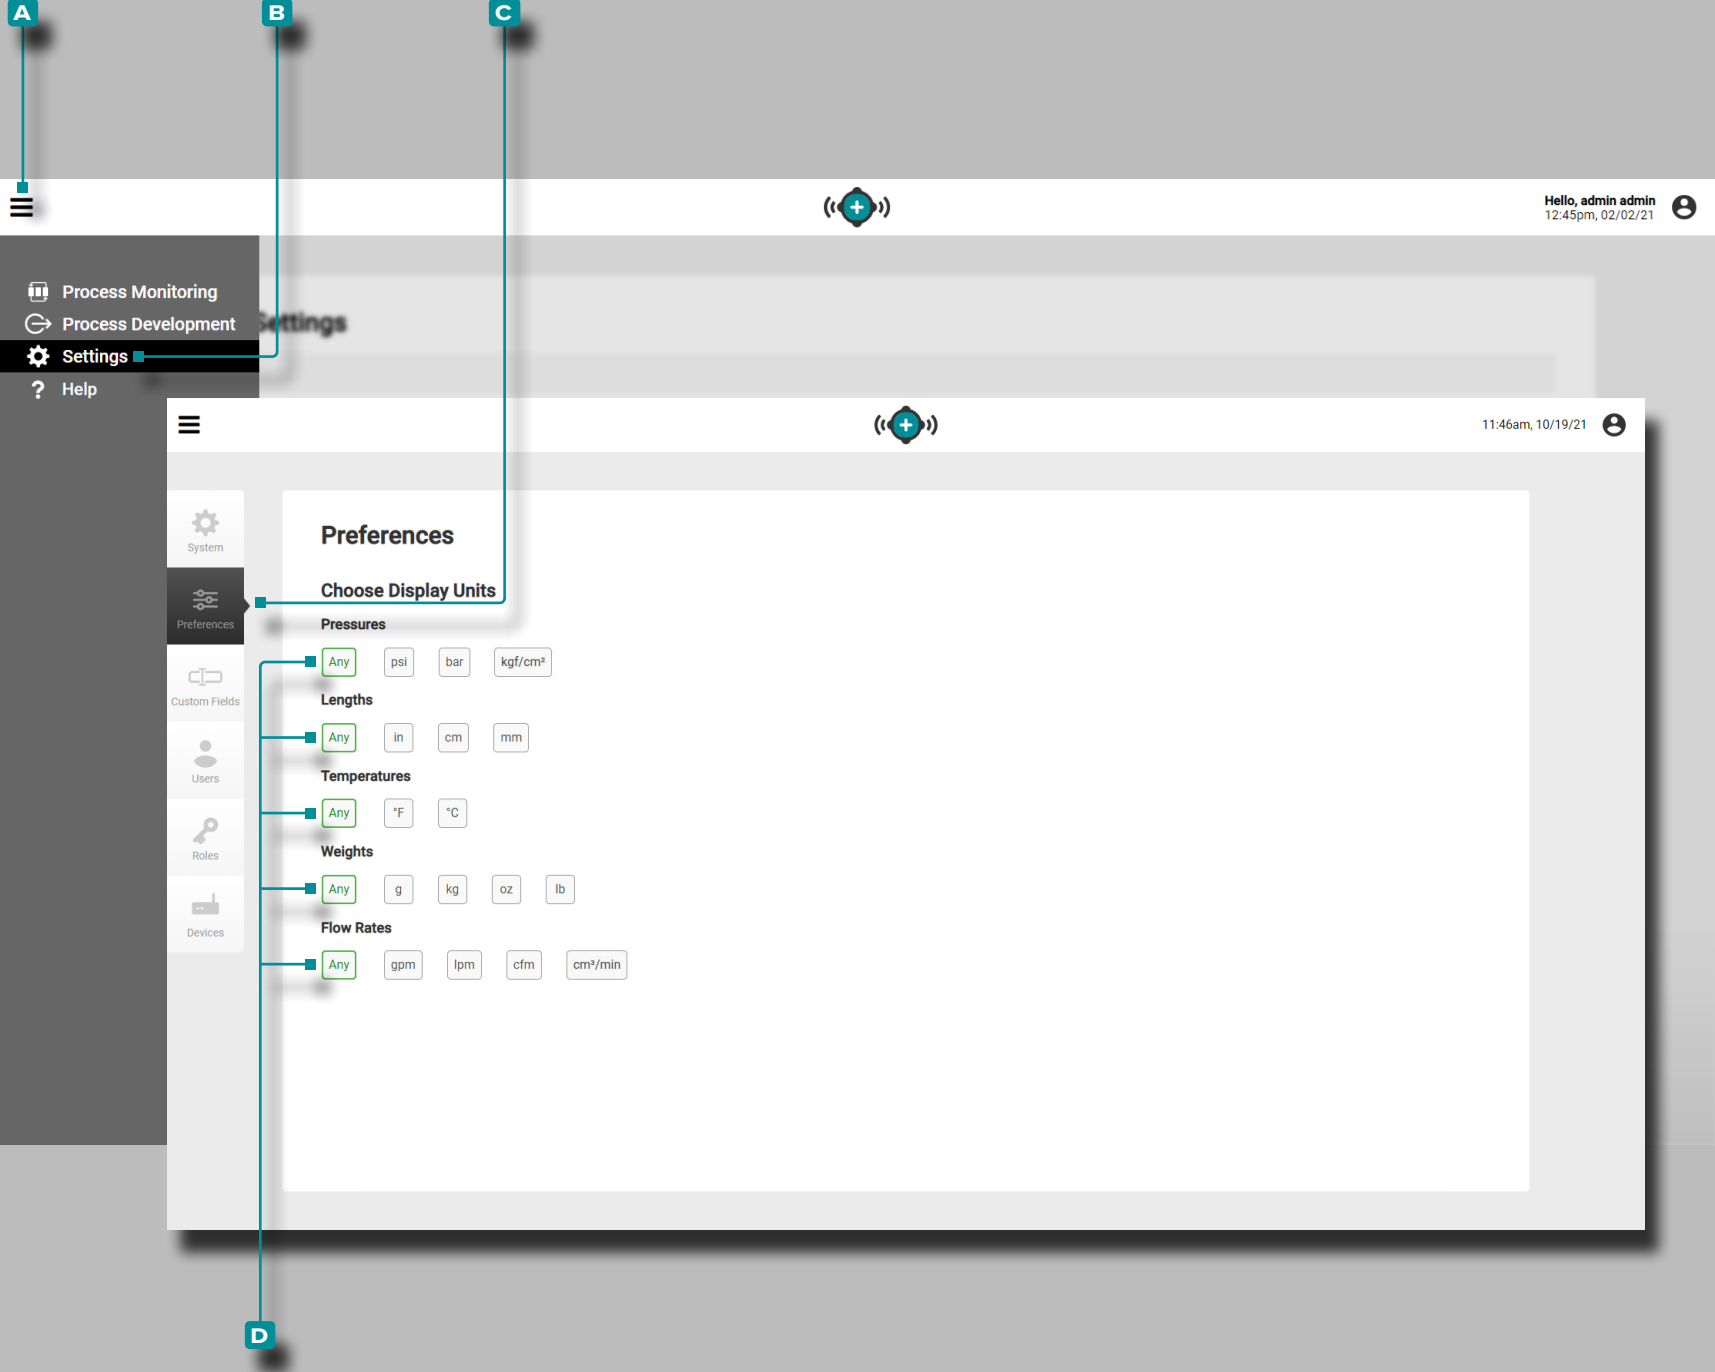 A B C
Hello, admin admin
12:45pm, 02/02/21
Process Monitoring
Process Development
Settings
Settings
? Help
11:46am, 10/19/21
System
Preferences
Custom Fields
Users
Roles
Devices
Preferences
Choose Display Units
Pressures
Any psi bar kgf/cm²
Lengths
Any in cm mm
Temperatures
Any °F °C
Weights
Any g kg oz lb
Flow Rates
Any gpm lpm cfm cm³/min
D